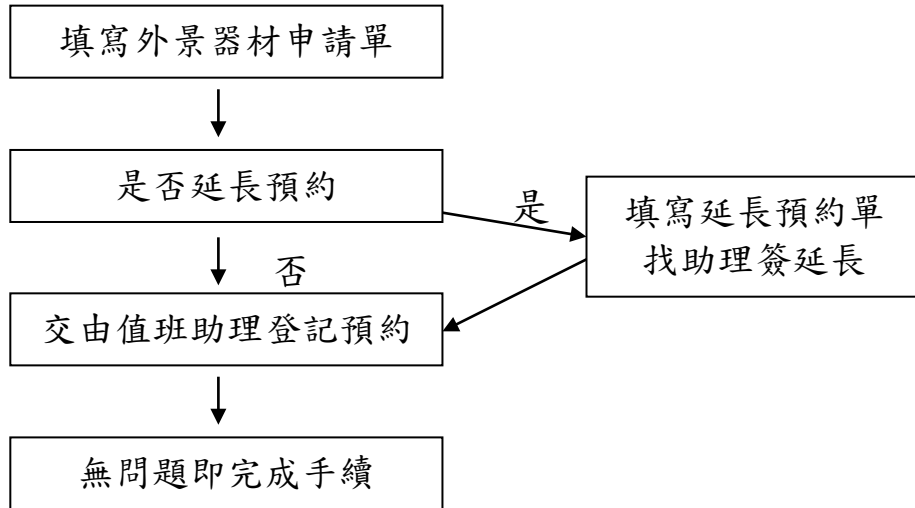 填寫外景器材申請單
是否延長預約
是
填寫延長預約單
找助理簽延長
否
交由值班助理登記預約
無問題即完成手續